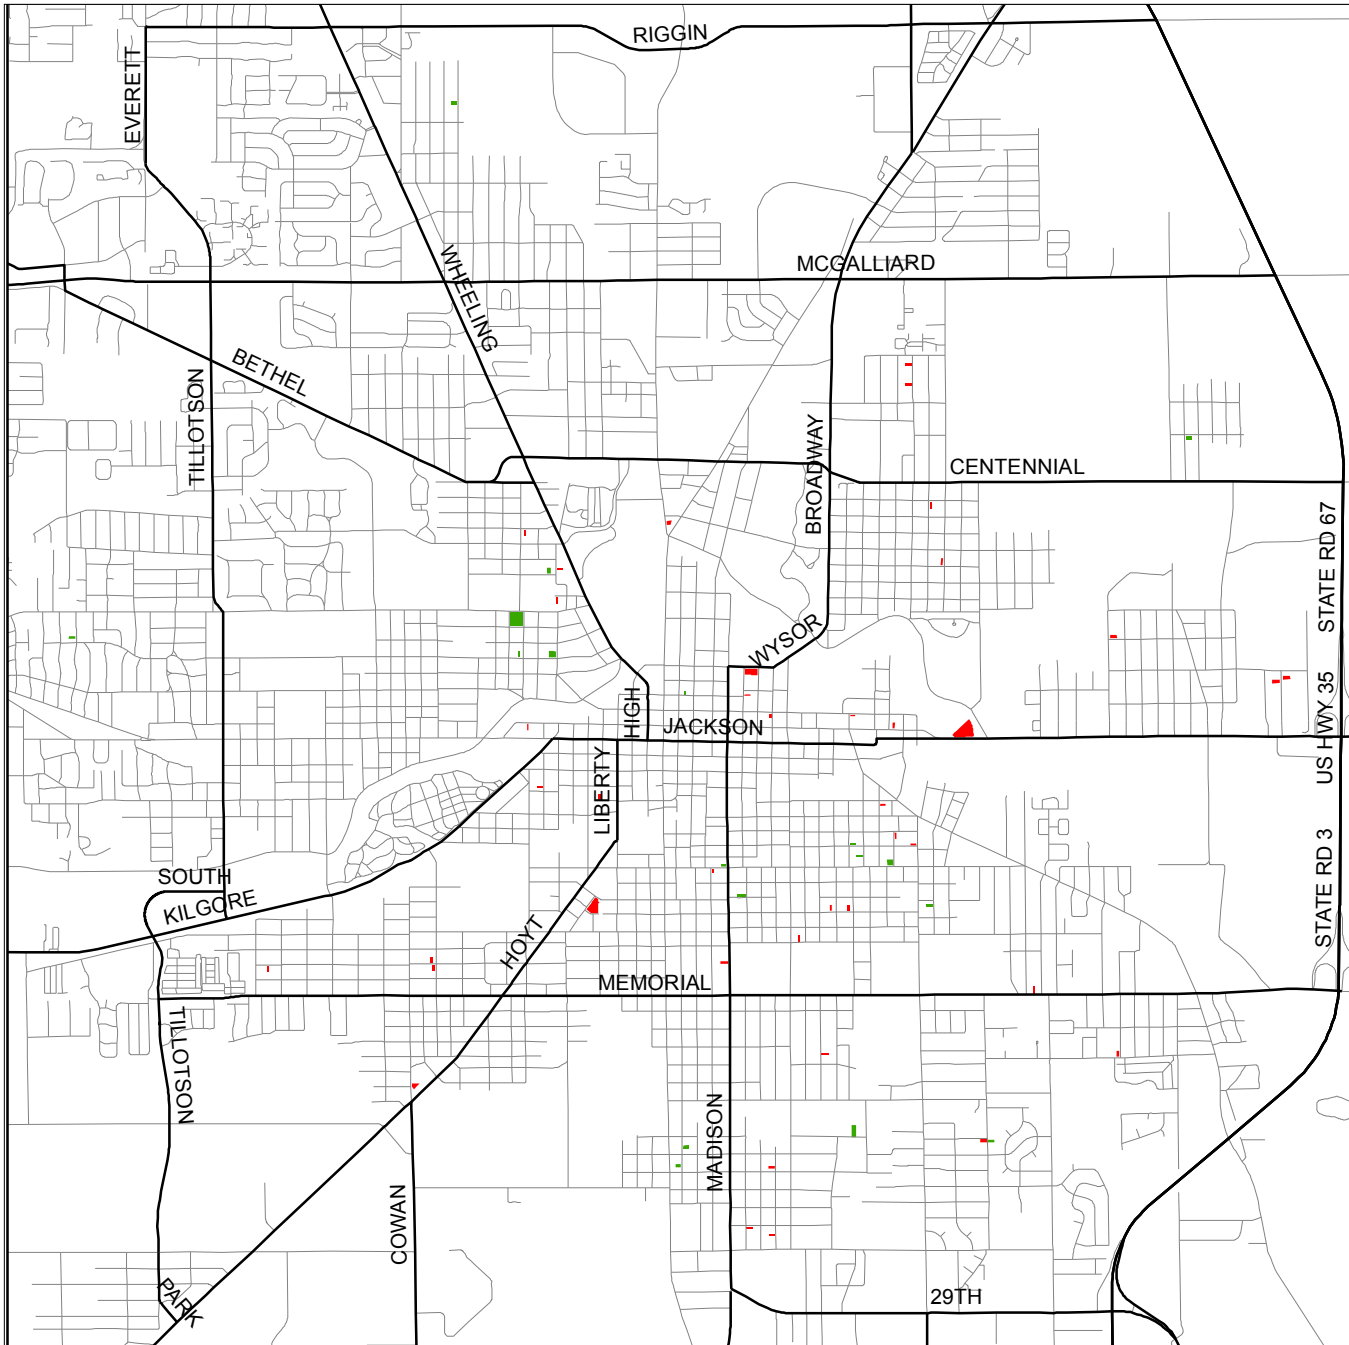 RIGGIN
EVERETT
WHEELING
MCGALLIARD
BETHEL
TILLOTSON
BROADWAY
CENTENNIAL
STATE RD 67
WYSOR
HIGH
JACKSON
US HWY 35
LIBERTY
STATE RD 3
SOUTH
KILGORE
HOYT
MEMORIAL
TILLOTSON
MADISON
COWAN
PARK
29TH